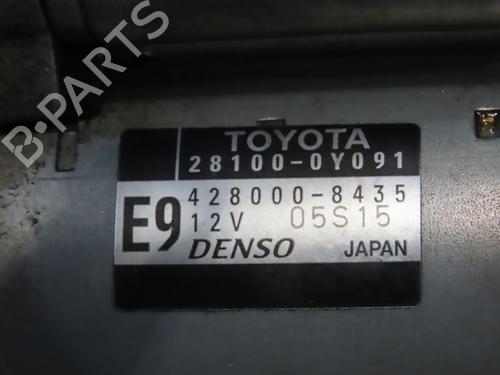 B-PARTS
TOYOTA
28100-0Y091
428000-8435
E9 12V 05S15
DENSO JAPAN